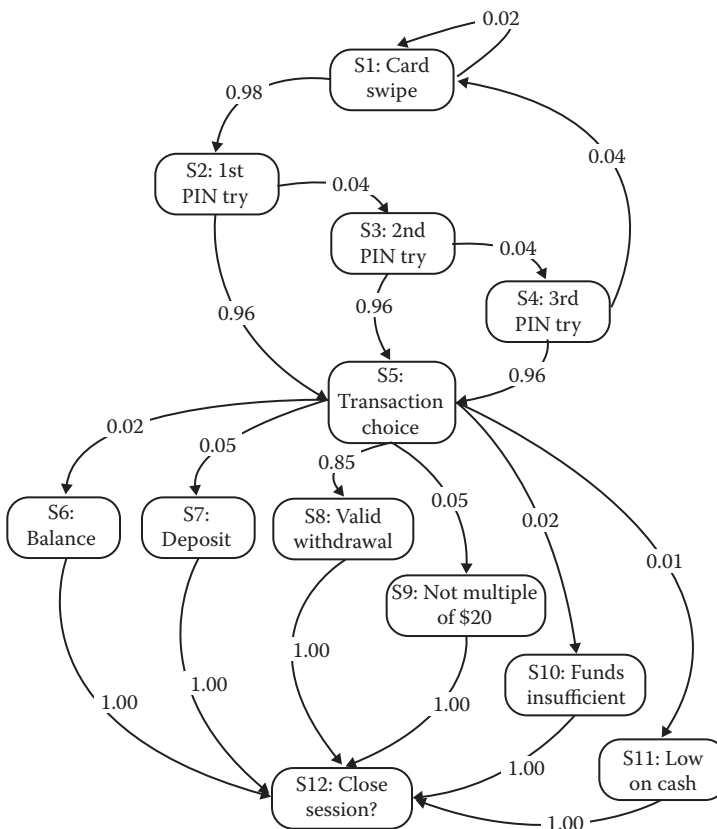 0.02
S1: Card
swipe
0.98
0.04
S2: 1st
PIN try
0.04
S3: 2nd
PIN try
0.04
S4: 3rd
PIN try
0.96
0.96
0.96
S5:
Transaction
choice
0.02
0.05
0.85
0.05
0.02
0.01
S6:
Balance
S7:
Deposit
S8: Valid
withdrawal
S9: Not multiple
of $20
S10: Funds
insufficient
S11: Low
on cash
1.00
1.00
1.00
1.00
1.00
1.00
S12: Close
session?